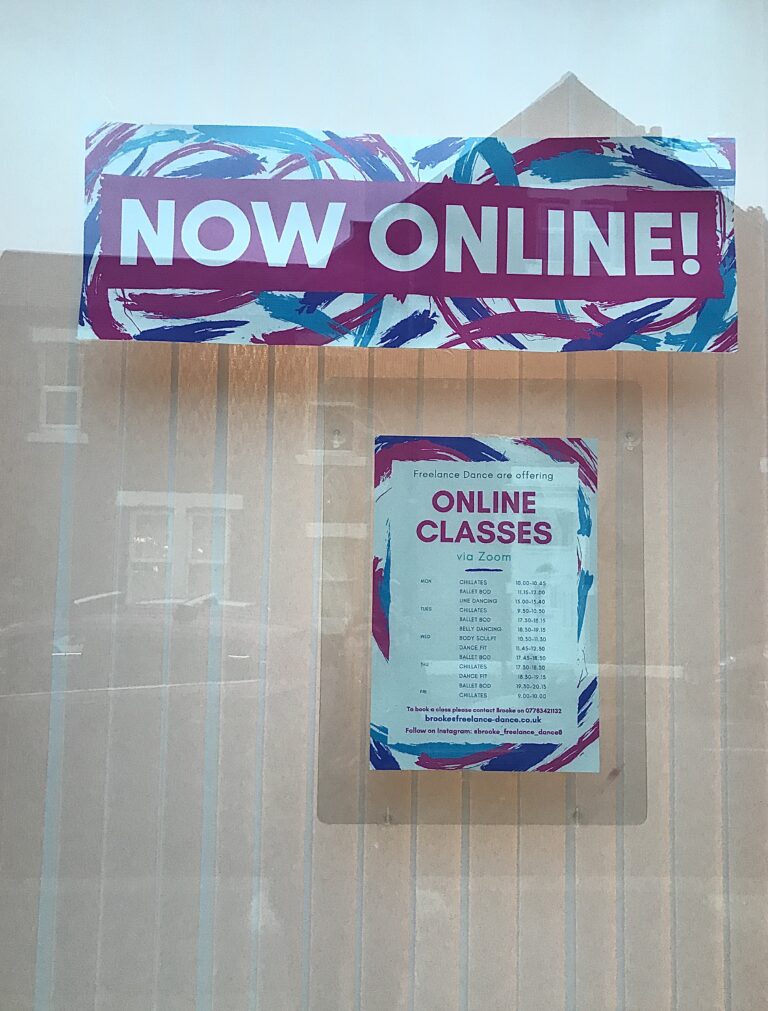 NOW ONLINE!
Freelance Dance are offering
ONLINE
CLASSES
via Zoom
MON CHILLATES 10.00-10.45
BALLET BOD 11.15-12.00
LINE DANCING 15.00-15.40
TUES CHILLATES 9.50-10.30
BALLET BOD 17.30-18.15
BELLY DANCING 18.30-19.15
WED BODY SCULPT 10.30-11.30
DANCE FIT 11.45-12.30
BALLET BOD 17.45-18.30
THU CHILLATES 17.30-18.20
DANCE FIT 18.30-19.15
BALLET BOD 19.30-20.15
FRI CHILLATES 9.00-10.00
To book a class please contact Brooke on 07783421132
brooke@freelance-dance.co.uk
Follow on Instagram: @brooke_freelance_dance8